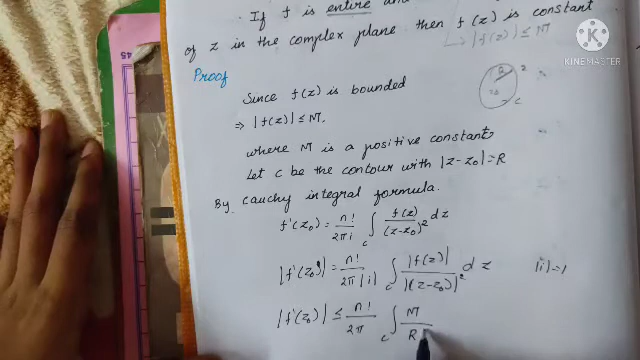 If f is entire and
of z in the complex plane then f(z) is constant
↳ |f(z)| ≤ M
KINEMASTER
Proof
R
z
z0
c
Since f(z) is bounded
⇒ |f(z)| ≤ M,
where M is a positive constant
Let C be the contour with |z-z0| = R
By Cauchy integral formula.
f'(z0) = n!/2πi ∫c f(z)/(z-z0)² dz
|f'(z0)| = n!/2π|i| ∫c |f(z)|/|(z-z0)|² dz |i|=1
|f'(z0)| ≤ n!/2π ∫c M/R
45